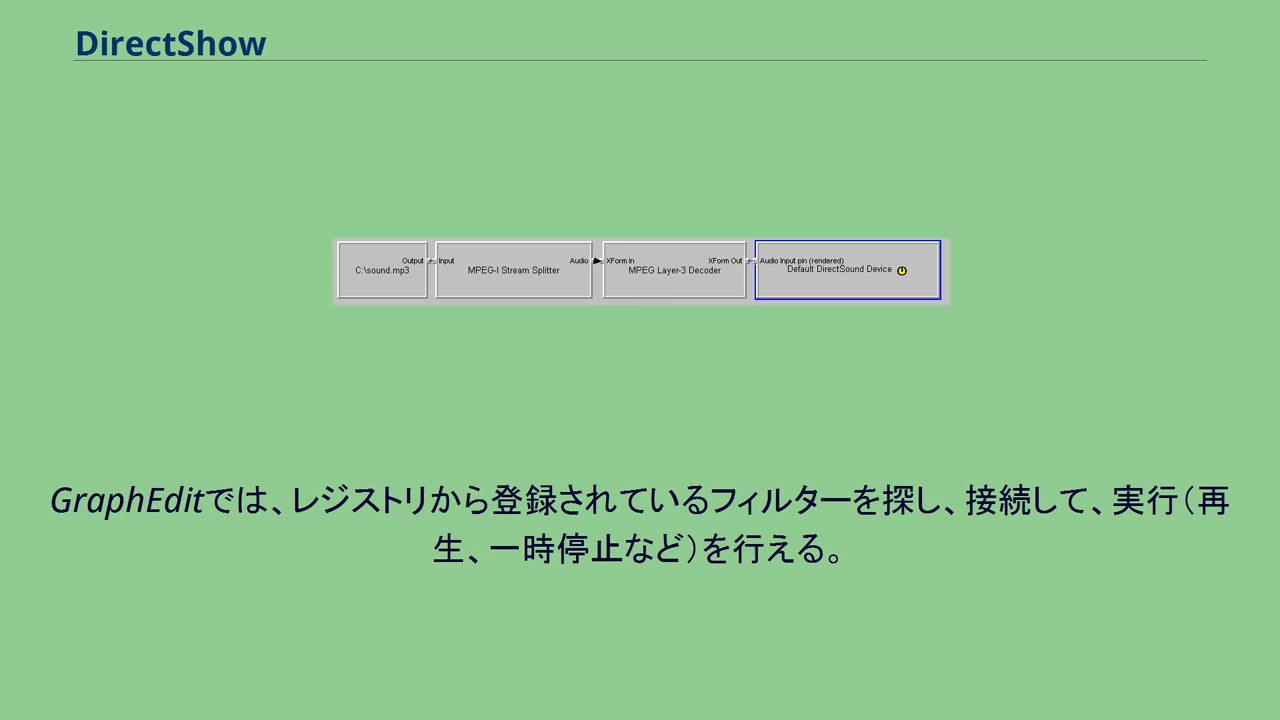 DirectShow
Output Input Audio XForm In XForm Out Audio Input pin (rendered)
C:\sound.mp3 MPEG-I Stream Splitter MPEG Layer-3 Decoder Default DirectSound Device
GraphEditでは、レジストリから登録されているフィルターを探し、接続して、実行（再
生、一時停止など）を行える。